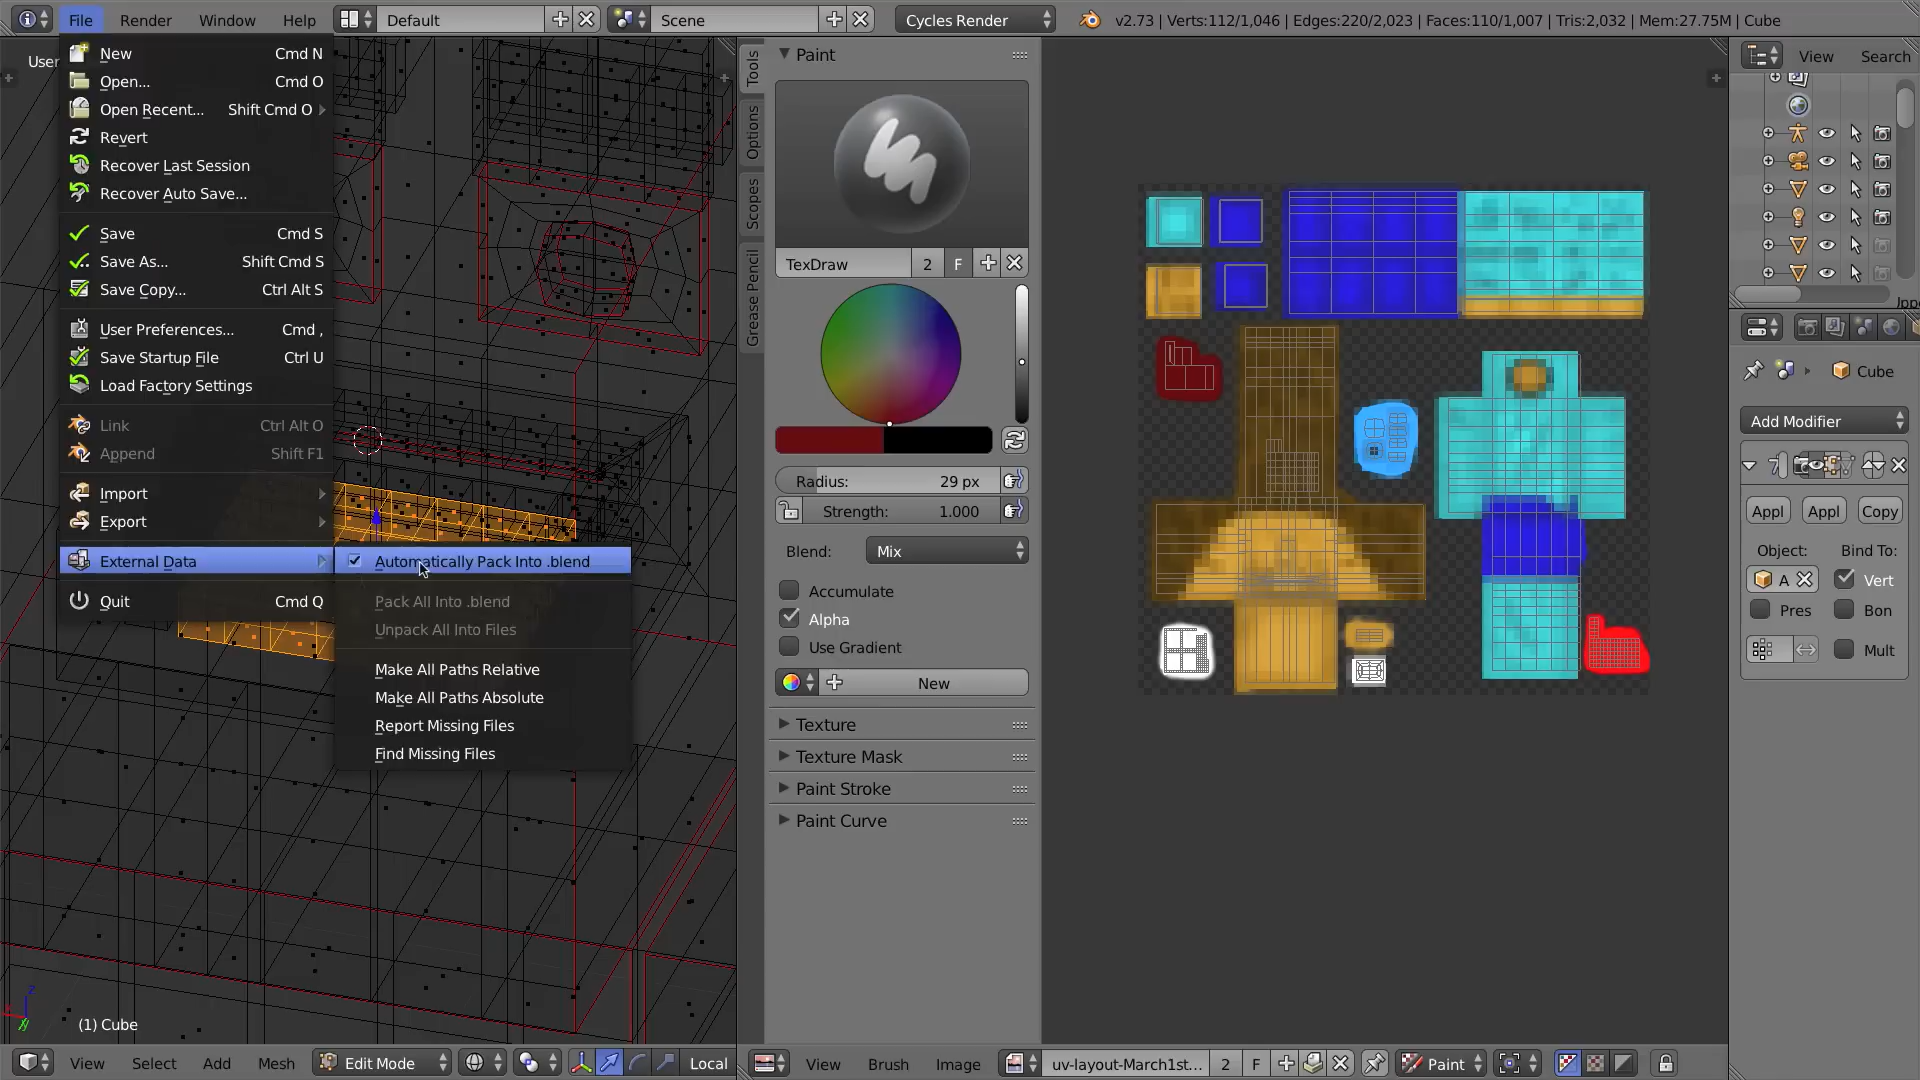 File Render Window Help Default Scene Cycles Render v2.73 | Verts:112/1,046 | Edges:220/2,023 | Faces:110/1,007 | Tris:2,032 | Mem:27.75M | Cube
User
New Cmd N
Open... Cmd O
Open Recent... Shift Cmd O
Revert
Recover Last Session
Recover Auto Save...
Save Cmd S
Save As... Shift Cmd S
Save Copy... Ctrl Alt S
User Preferences... Cmd ,
Save Startup File Ctrl U
Load Factory Settings
Link Ctrl Alt O
Append Shift F1
Import
Export
External Data
Quit Cmd Q
Automatically Pack Into .blend
Pack All Into .blend
Unpack All Into Files
Make All Paths Relative
Make All Paths Absolute
Report Missing Files
Find Missing Files
(1) Cube
View Select Add Mesh Edit Mode Local
Tools
Options
Scopes
Grease Pencil
Paint
TexDraw 2 F
Radius: 29 px
Strength: 1.000
Blend: Mix
Accumulate
Alpha
Use Gradient
New
Texture
Texture Mask
Paint Stroke
Paint Curve
View Brush Image uv-layout-March1st... 2 F Paint
View Search
Cube
Add Modifier
Appl Appl Copy
Object: Bind To:
A Vert
Pres Bon
Mult